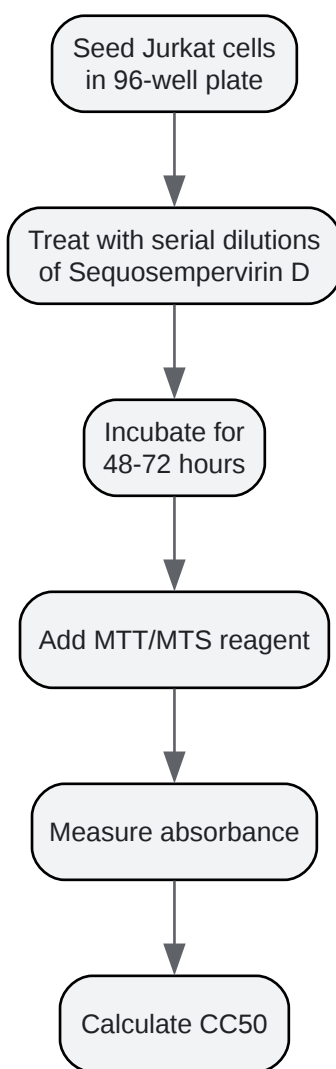 Seed Jurkat cells
in 96-well plate
Treat with serial dilutions
of Sequosempervirin D
Incubate for
48-72 hours
Add MTT/MTS reagent
Measure absorbance
Calculate CC50